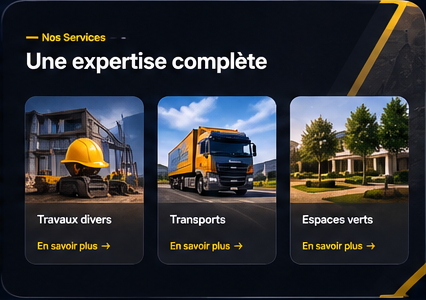 Nos Services
Une expertise complète
Travaux divers
En savoir plus →
Transports
En savoir plus →
Espaces verts
En savoir plus →